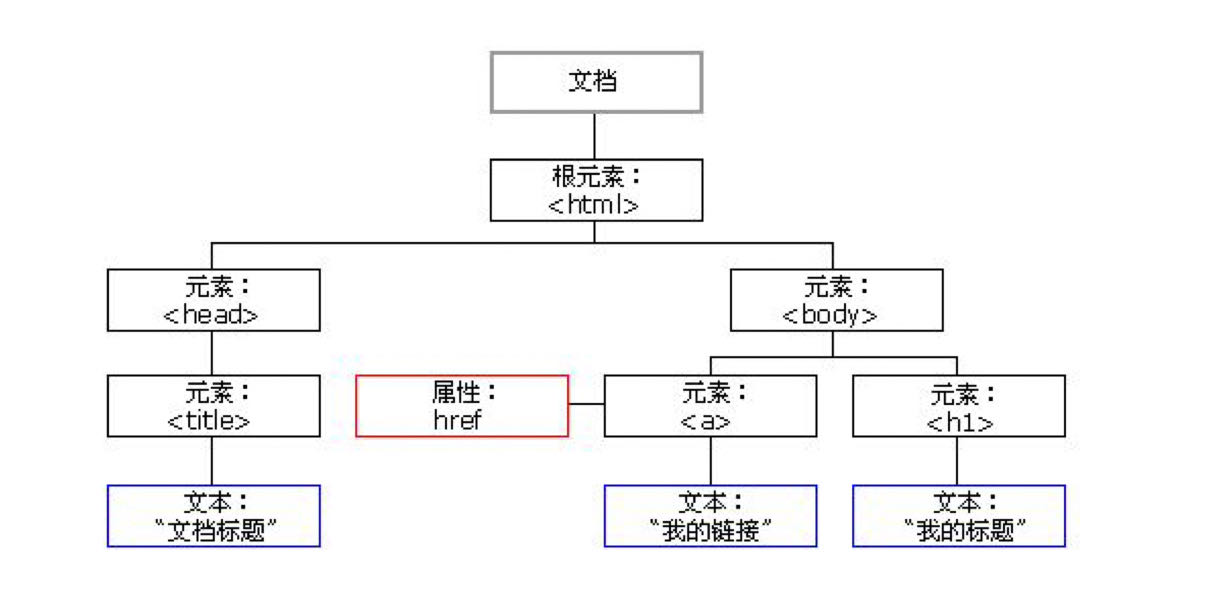 文档
根元素：
<html>
元素：
<head>
元素：
<body>
元素：
<title>
属性：
href
元素：
<a>
元素：
<h1>
文本：
“文档标题”
文本：
“我的链接”
文本：
“我的标题”